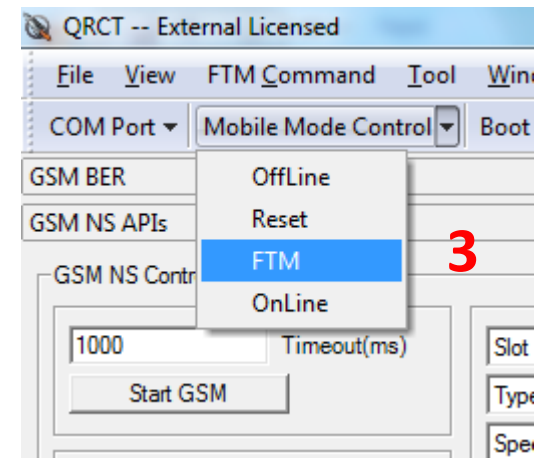 QRCT -- External Licensed
File View FTM Command Tool
COM Port Mobile Mode Control Boot
GSM BER
OffLine
GSM NS APIs
Reset
FTM
3
GSM NS Contr
OnLine
1000 Timeout(ms)
Slot
Start GSM
Type